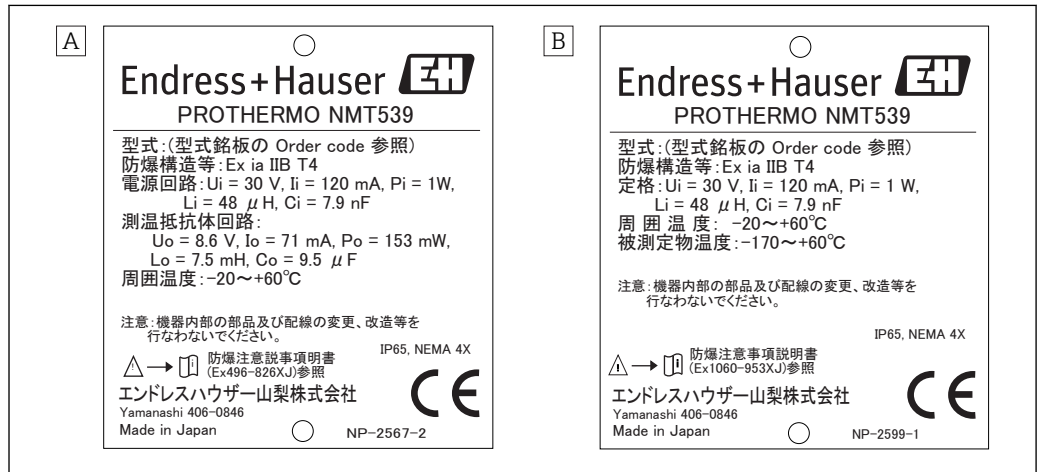 A
Endress+Hauser EH
PROTHERMO NMT539
型式:(型式銘板の Order code 参照)
防爆構造等:Ex ia IIB T4
電源回路:Ui = 30 V, Ii = 120 mA, Pi = 1W,
Li = 48 μH, Ci = 7.9 nF
測温抵抗体回路:
Uo = 8.6 V, Io = 71 mA, Po = 153 mW,
Lo = 7.5 mH, Co = 9.5 μF
周囲温度:-20～+60℃
注意:機器内部の部品及び配線の変更、改造等を
行なわないでください。
IP65, NEMA 4X
防爆注意説事項明書
(Ex496-826XJ)参照
エンドレスハウザー山梨株式会社
Yamanashi 406-0846
Made in Japan
CE
NP-2567-2
B
Endress+Hauser EH
PROTHERMO NMT539
型式:(型式銘板の Order code 参照)
防爆構造等:Ex ia IIB T4
定格:Ui = 30 V, Ii = 120 mA, Pi = 1 W,
Li = 48 μH, Ci = 7.9 nF
周囲温度: -20～+60℃
被測定物温度:-170～+60℃
注意:機器内部の部品及び配線の変更、改造等を
行なわないでください。
IP65, NEMA 4X
防爆注意事項説明書
(Ex1060-953XJ)参照
エンドレスハウザー山梨株式会社
Yamanashi 406-0846
Made in Japan
CE
NP-2599-1